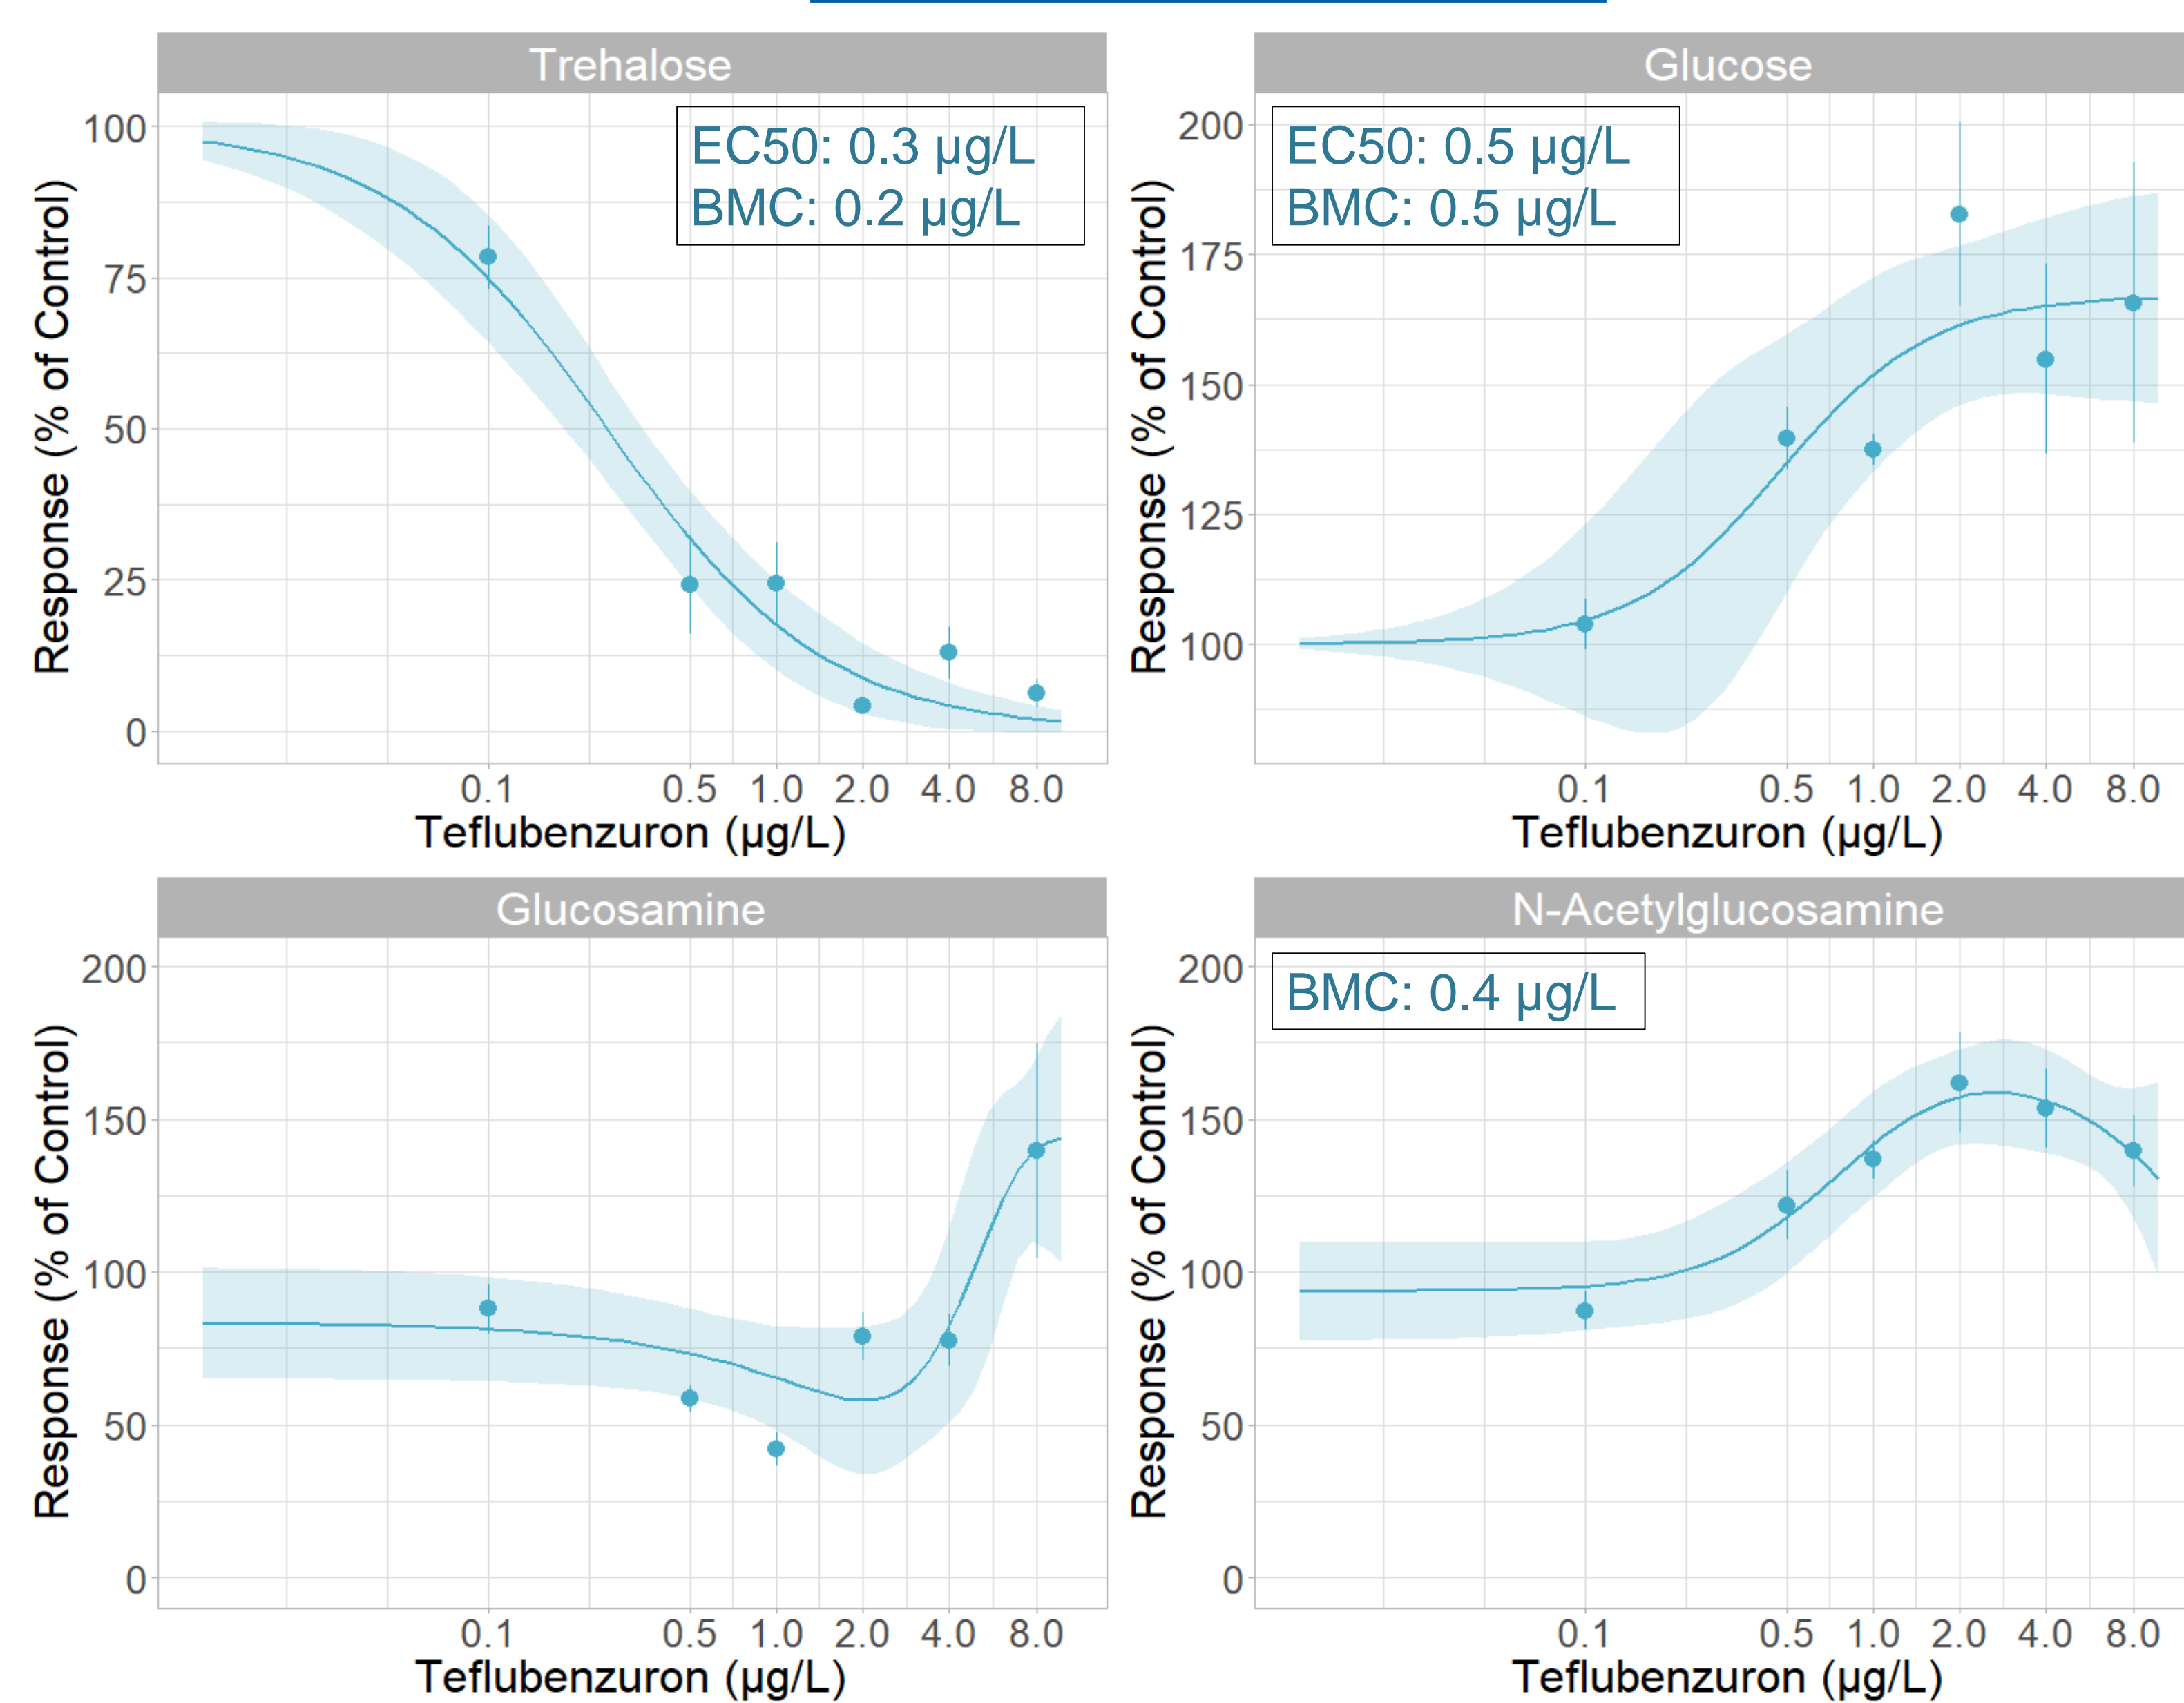 Trehalose
EC50: 0.3 µg/L
BMC: 0.2 µg/L
Response (% of Control)
100
75
50
25
0
0.1 0.5 1.0 2.0 4.0 8.0
Teflubenzuron (µg/L)
Glucose
EC50: 0.5 µg/L
BMC: 0.5 µg/L
Response (% of Control)
200
175
150
125
100
0.1 0.5 1.0 2.0 4.0 8.0
Teflubenzuron (µg/L)
Glucosamine
Response (% of Control)
200
150
100
50
0
0.1 0.5 1.0 2.0 4.0 8.0
Teflubenzuron (µg/L)
N-Acetylglucosamine
BMC: 0.4 µg/L
Response (% of Control)
200
150
100
50
0
0.1 0.5 1.0 2.0 4.0 8.0
Teflubenzuron (µg/L)